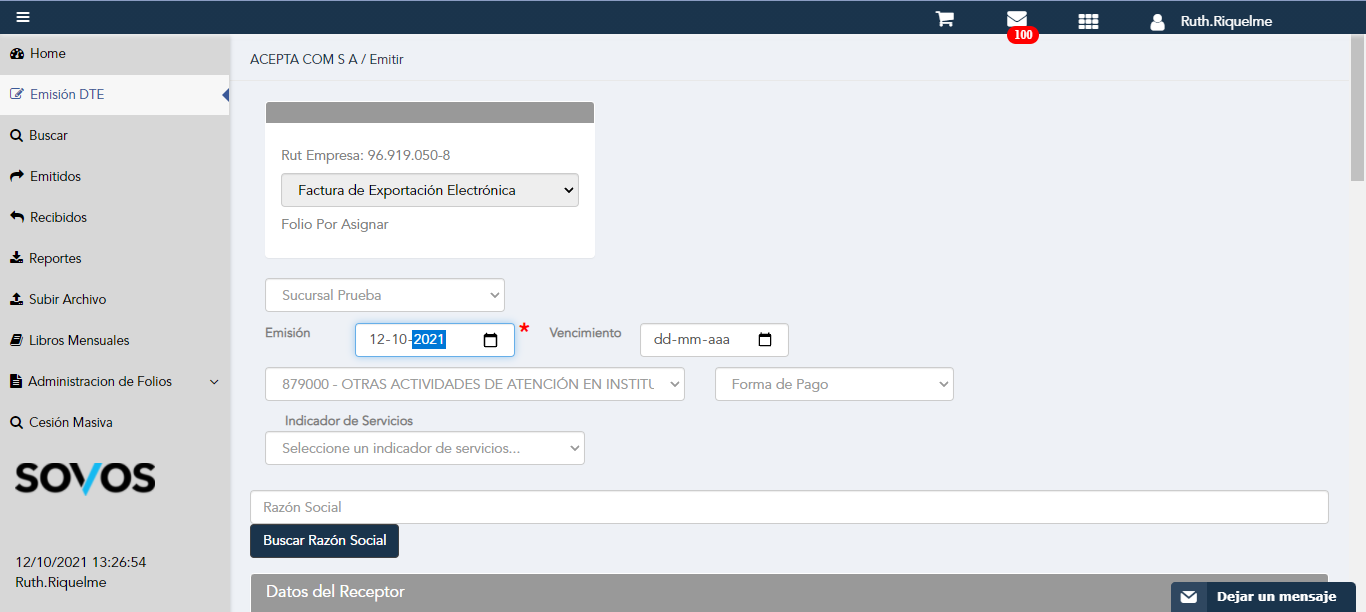 100
Ruth.Riquelme
Home
Emisión DTE
Buscar
Emitidos
Recibidos
Reportes
Subir Archivo
Libros Mensuales
Administracion de Folios
Cesión Masiva
SOVOS
12/10/2021 13:26:54
Ruth.Riquelme
ACEPTA COM S A / Emitir
Rut Empresa: 96.919.050-8
Factura de Exportación Electrónica
Folio Por Asignar
Sucursal Prueba
Emisión 12-10-2021 * Vencimiento dd-mm-aaa
879000 - OTRAS ACTIVIDADES DE ATENCIÓN EN INSTITU Forma de Pago
Indicador de Servicios
Seleccione un indicador de servicios...
Razón Social
Buscar Razón Social
Datos del Receptor
Dejar un mensaje